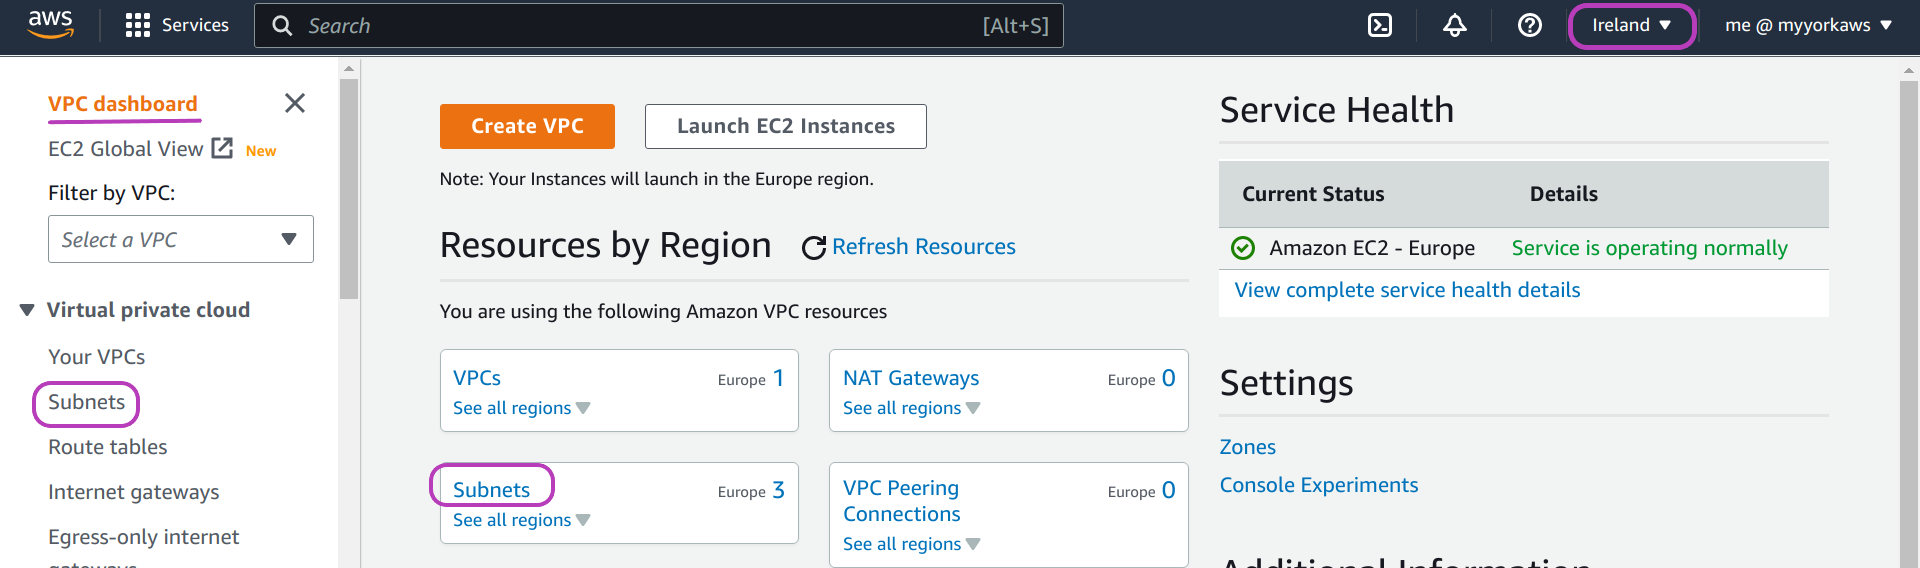 aws Services Search [Alt+S] Ireland me @ myyorkaws
VPC dashboard
EC2 Global View New
Filter by VPC:
Select a VPC
Virtual private cloud
Your VPCs
Subnets
Route tables
Internet gateways
Egress-only internet
gateways
Create VPC Launch EC2 Instances
Note: Your Instances will launch in the Europe region.
Resources by Region Refresh Resources
You are using the following Amazon VPC resources
VPCs Europe 1
See all regions
NAT Gateways Europe 0
See all regions
Subnets Europe 3
See all regions
VPC Peering Europe 0
Connections
See all regions
Service Health
Current Status Details
Amazon EC2 - Europe Service is operating normally
View complete service health details
Settings
Zones
Console Experiments
Additional Information